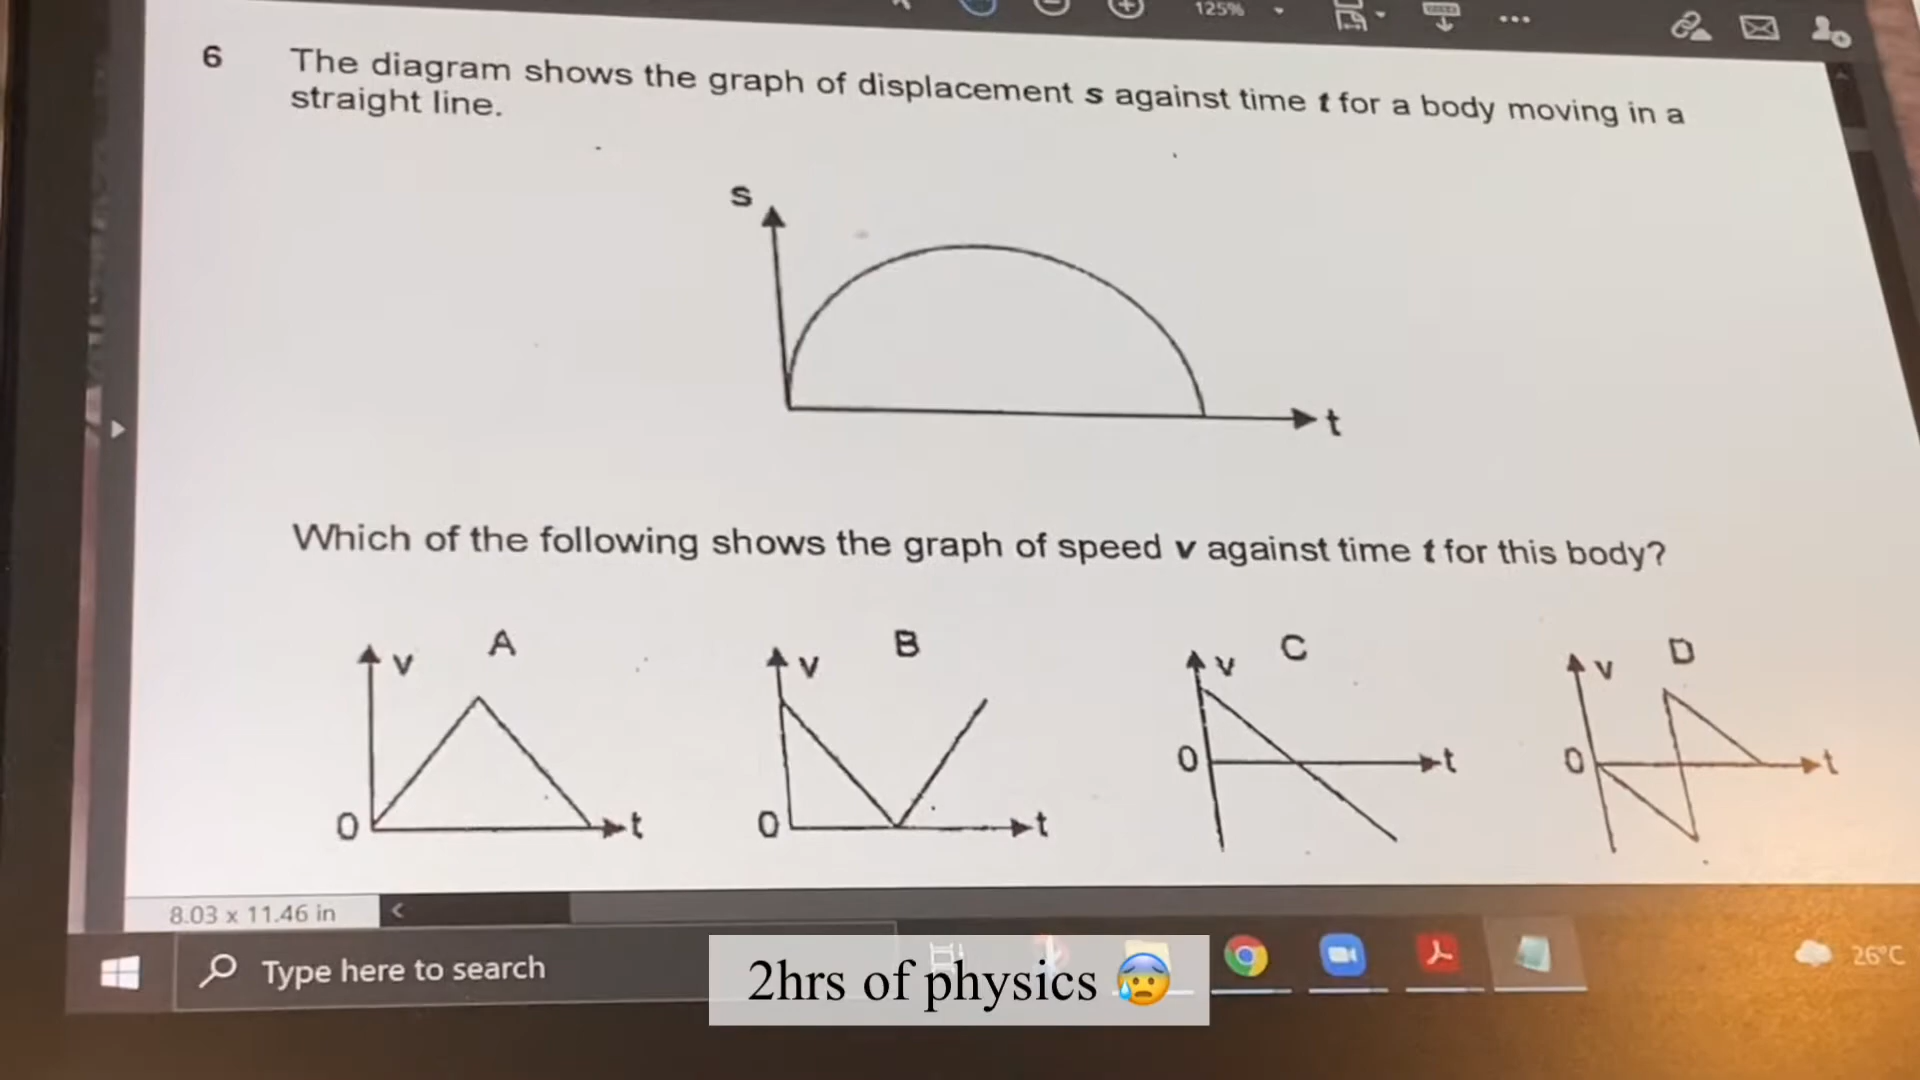 125%
6 The diagram shows the graph of displacement s against time t for a body moving in a
straight line.
s
t
Which of the following shows the graph of speed v against time t for this body?
A B C D
v v v v
0 t 0 t 0 t 0 t
8.03 x 11.46 in
Type here to search
26°C
2hrs of physics 😰